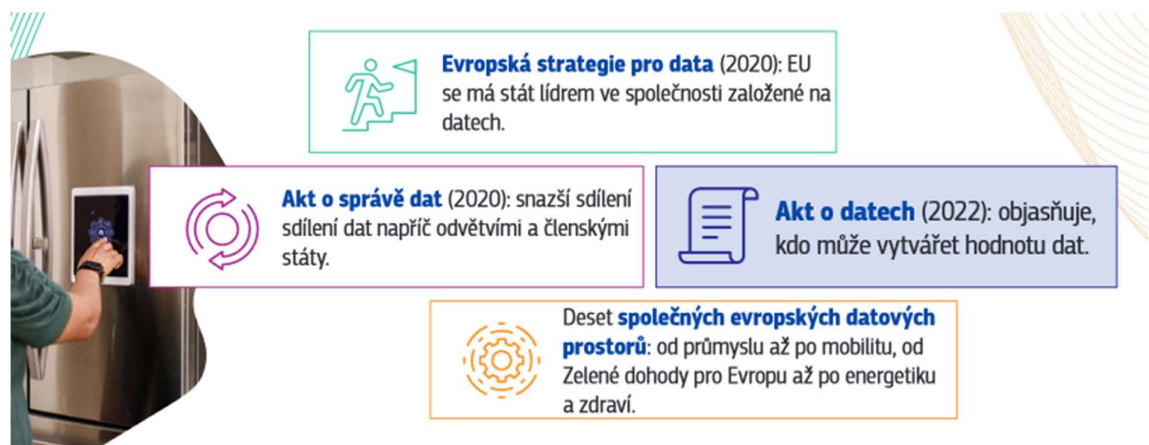 Evropská strategie pro data (2020): EU
se má stát lídrem ve společnosti založené na
datech.
Akt o správě dat (2020): snazší sdílení
sdílení dat napříč odvětvími a členskými
státy.
Akt o datech (2022): objasňuje,
kdo může vytvářet hodnotu dat.
Deset společných evropských datových
prostorů: od průmyslu až po mobilitu, od
Zelené dohody pro Evropu až po energetiku
a zdraví.